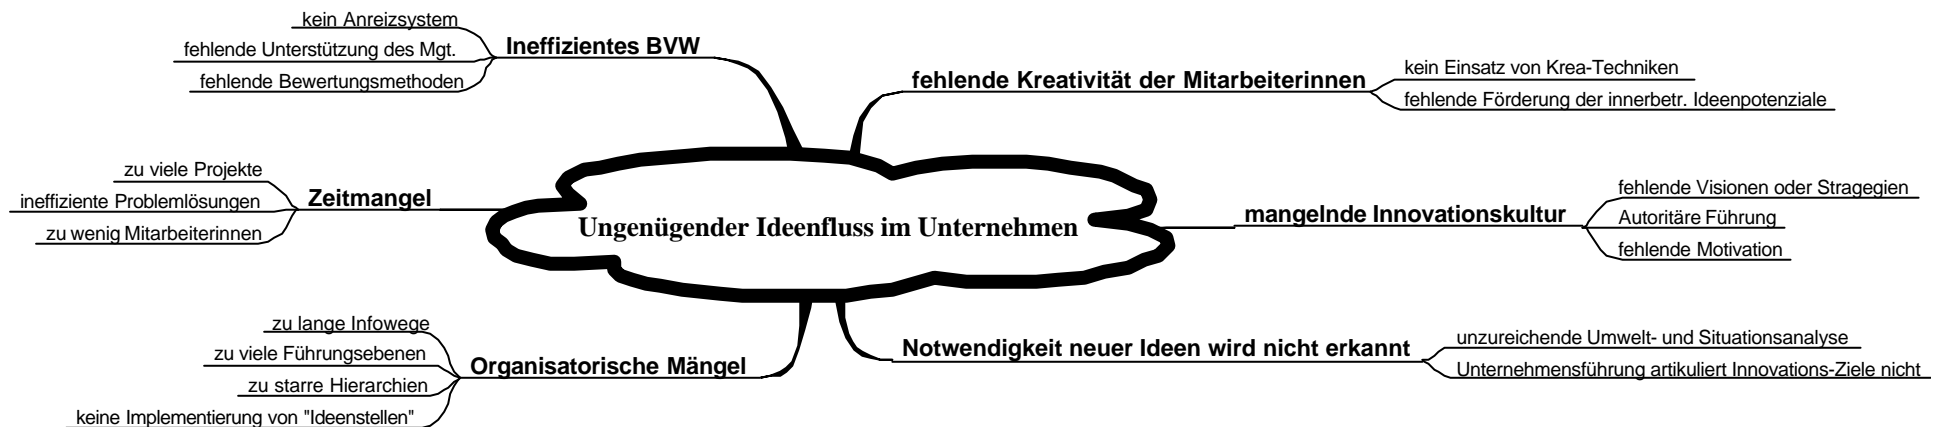 kein Anreizsystem
fehlende Unterstützung des Mgt.
fehlende Bewertungsmethoden
Ineffizientes BVW
fehlende Kreativität der Mitarbeiterinnen
kein Einsatz von Krea-Techniken
fehlende Förderung der innerbetr. Ideenpotenziale
zu viele Projekte
ineffiziente Problemlösungen
zu wenig Mitarbeiterinnen
Zeitmangel
Ungenügender Ideenfluss im Unternehmen
mangelnde Innovationskultur
fehlende Visionen oder Stragegien
Autoritäre Führung
fehlende Motivation
zu lange Infowege
zu viele Führungsebenen
zu starre Hierarchien
keine Implementierung von "Ideenstellen"
Organisatorische Mängel
Notwendigkeit neuer Ideen wird nicht erkannt
unzureichende Umwelt- und Situationsanalyse
Unternehmensführung artikuliert Innovations-Ziele nicht